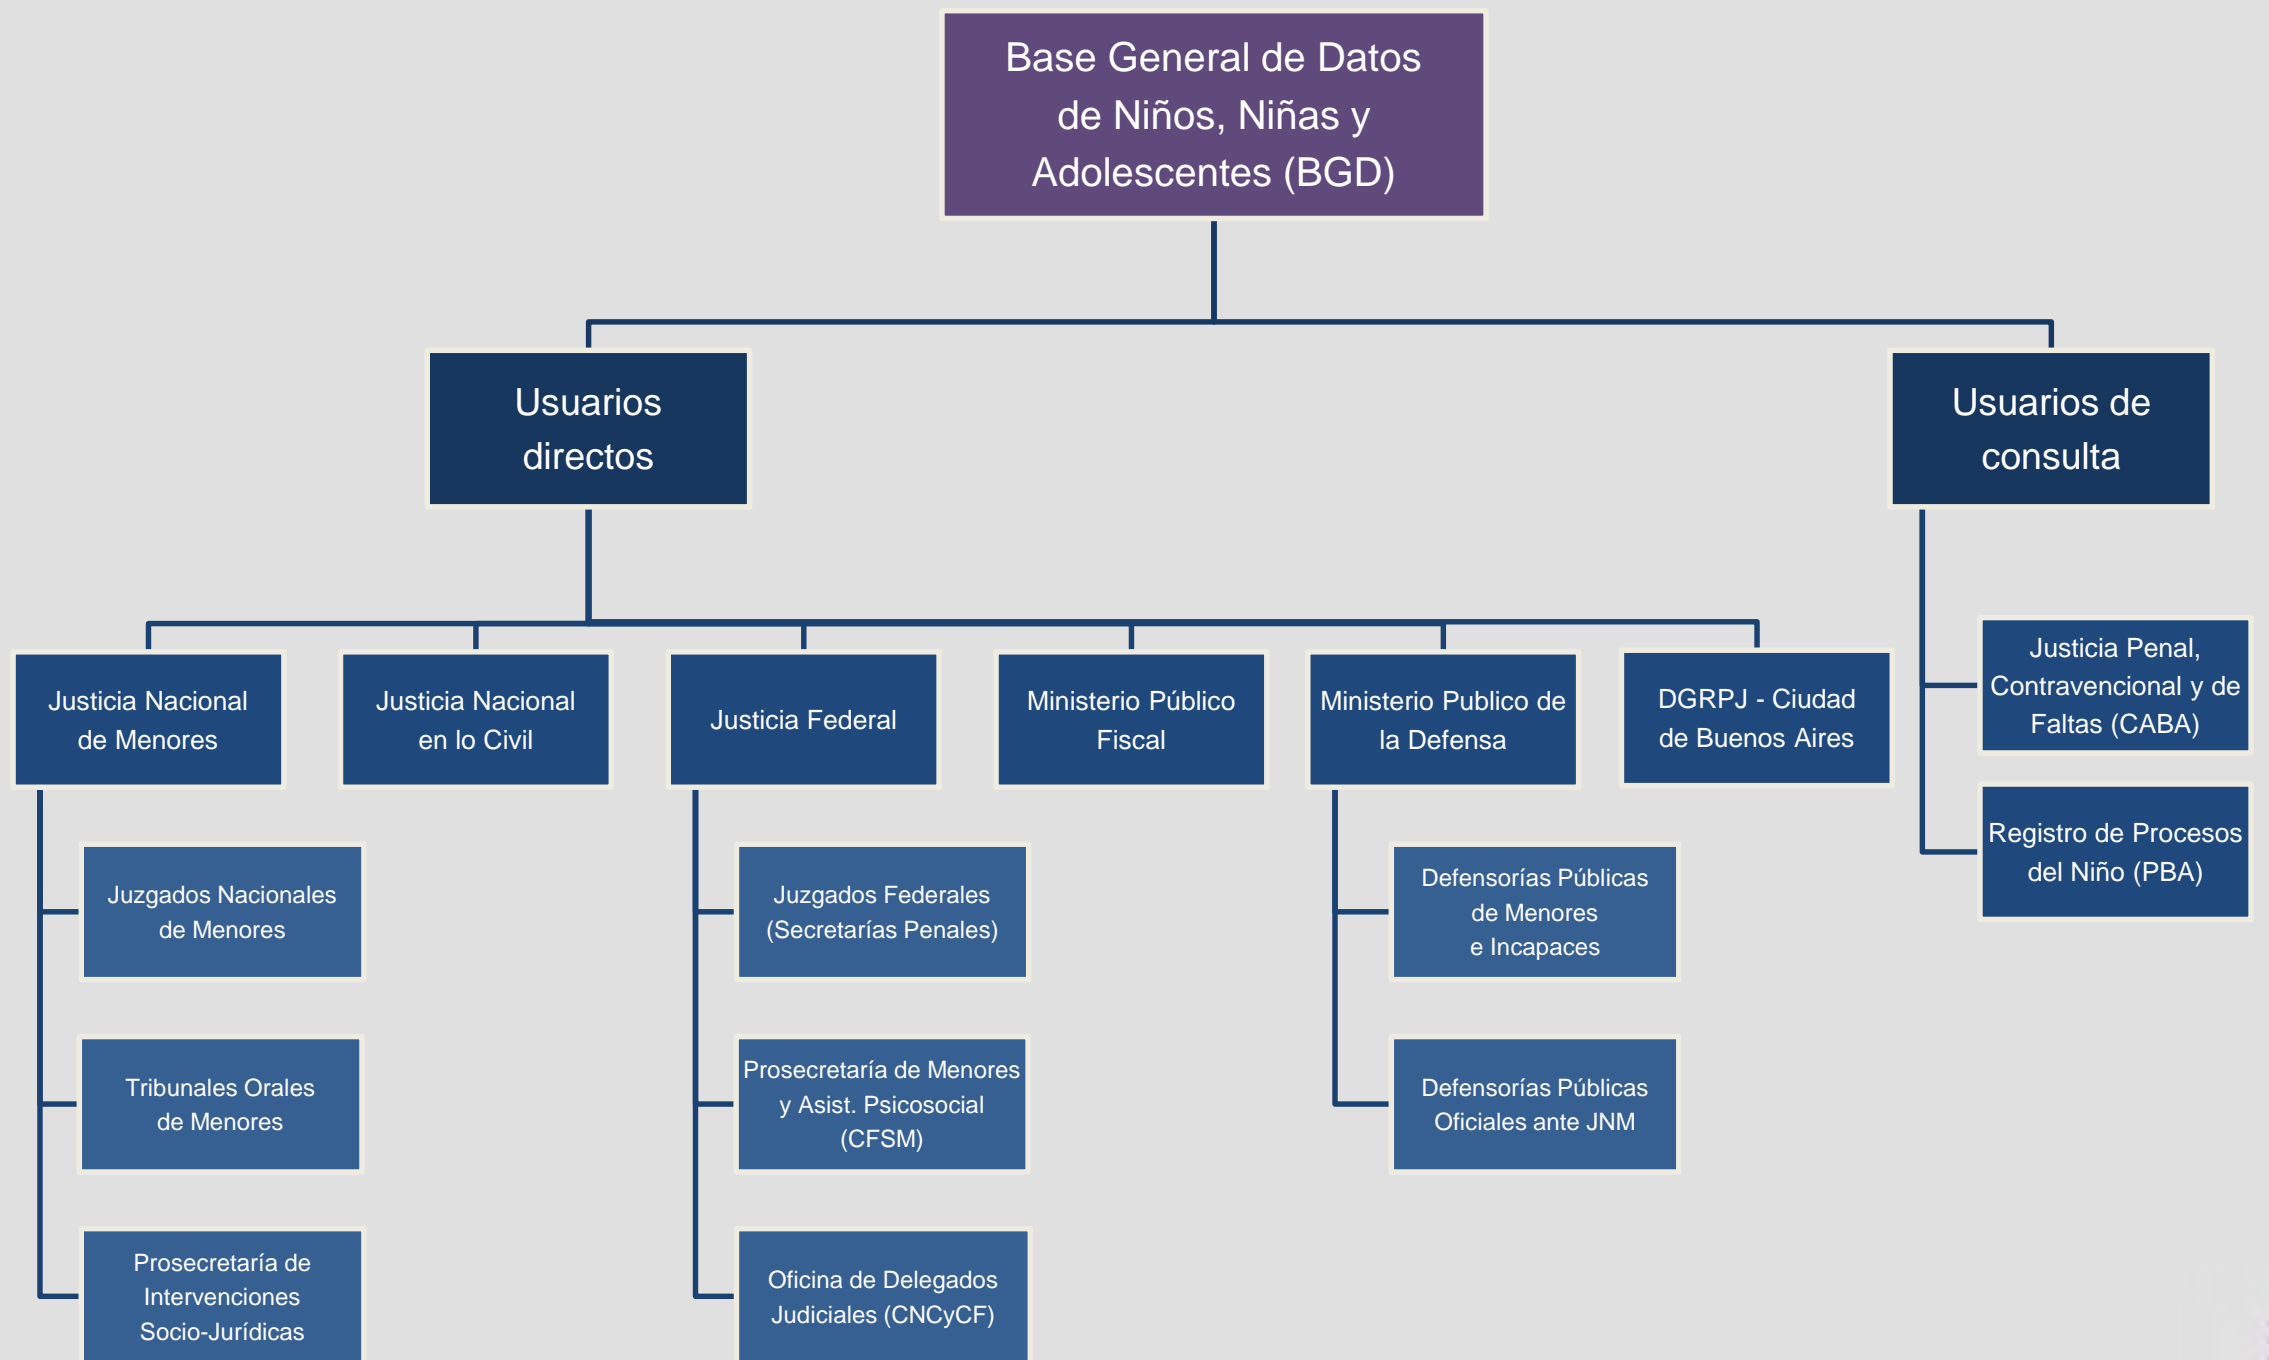 Base General de Datos
de Niños, Niñas y
Adolescentes (BGD)
Usuarios
directos
Usuarios de
consulta
Justicia Nacional
de Menores
Justicia Nacional
en lo Civil
Justicia Federal
Ministerio Público
Fiscal
Ministerio Publico de
la Defensa
DGRPJ - Ciudad
de Buenos Aires
Justicia Penal,
Contravencional y de
Faltas (CABA)
Registro de Procesos
del Niño (PBA)
Juzgados Nacionales
de Menores
Tribunales Orales
de Menores
Prosecretaría de
Intervenciones
Socio-Jurídicas
Juzgados Federales
(Secretarías Penales)
Prosecretaría de Menores
y Asist. Psicosocial
(CFSM)
Oficina de Delegados
Judiciales (CNCyCF)
Defensorías Públicas
de Menores
e Incapaces
Defensorías Públicas
Oficiales ante JNM